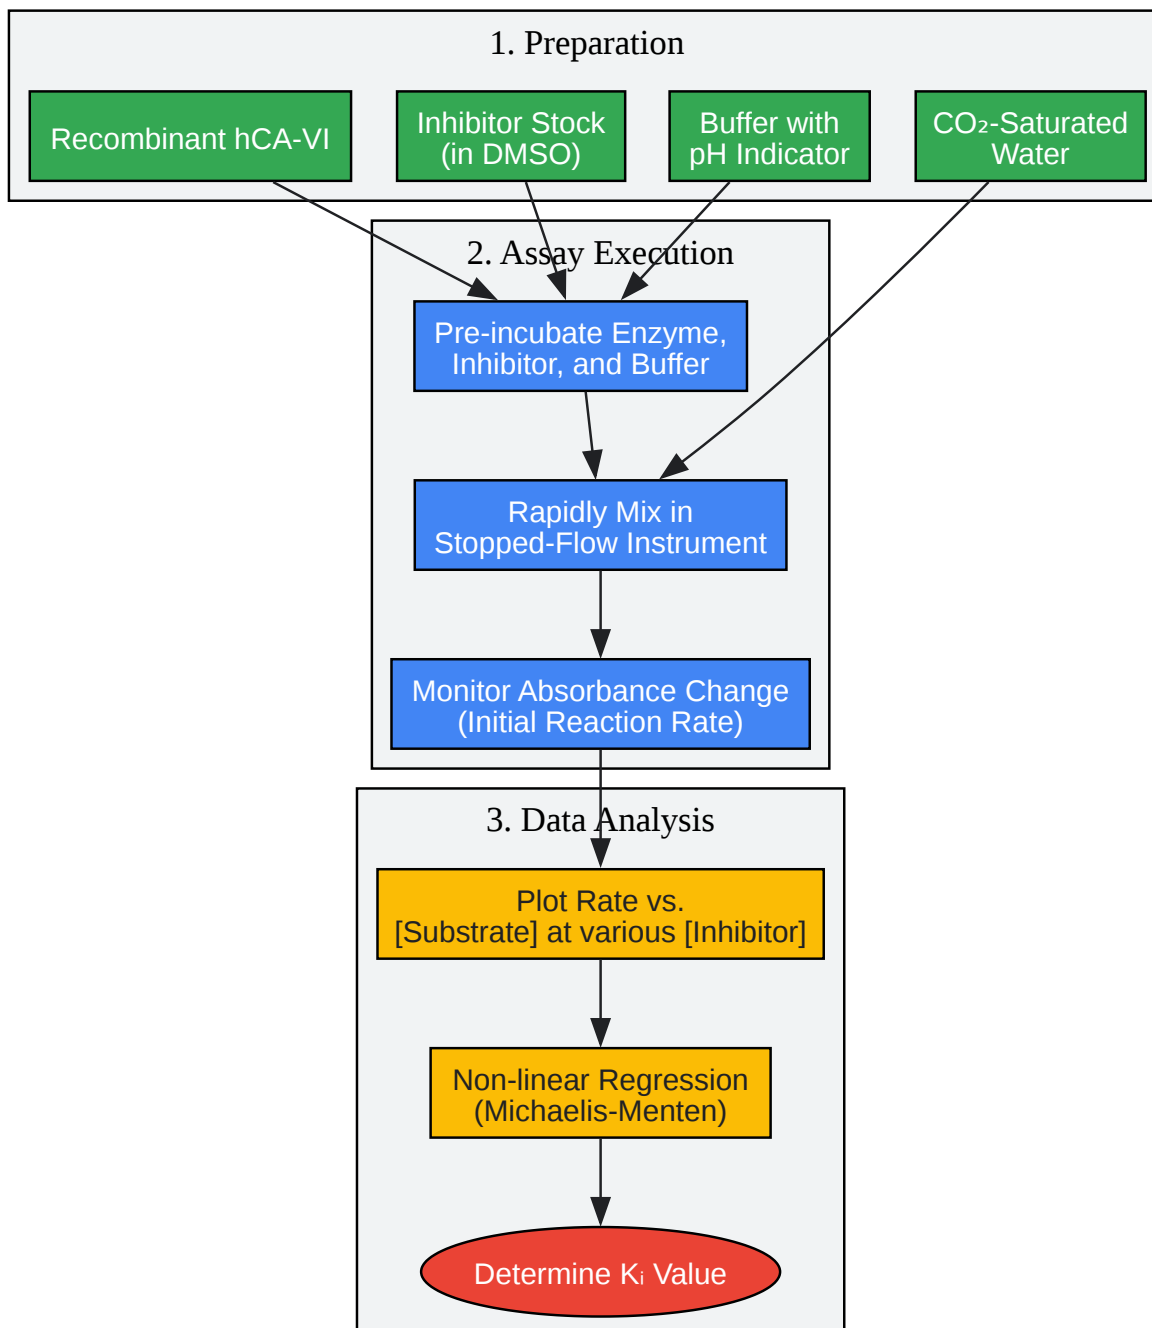 1. Preparation
Recombinant hCA-VI
Inhibitor Stock
(in DMSO)
Buffer with
pH Indicator
CO₂-Saturated
Water
2. Assay Execution
Pre-incubate Enzyme,
Inhibitor, and Buffer
Rapidly Mix in
Stopped-Flow Instrument
Monitor Absorbance Change
(Initial Reaction Rate)
3. Data Analysis
Plot Rate vs.
[Substrate] at various [Inhibitor]
Non-linear Regression
(Michaelis-Menten)
Determine Kᵢ Value